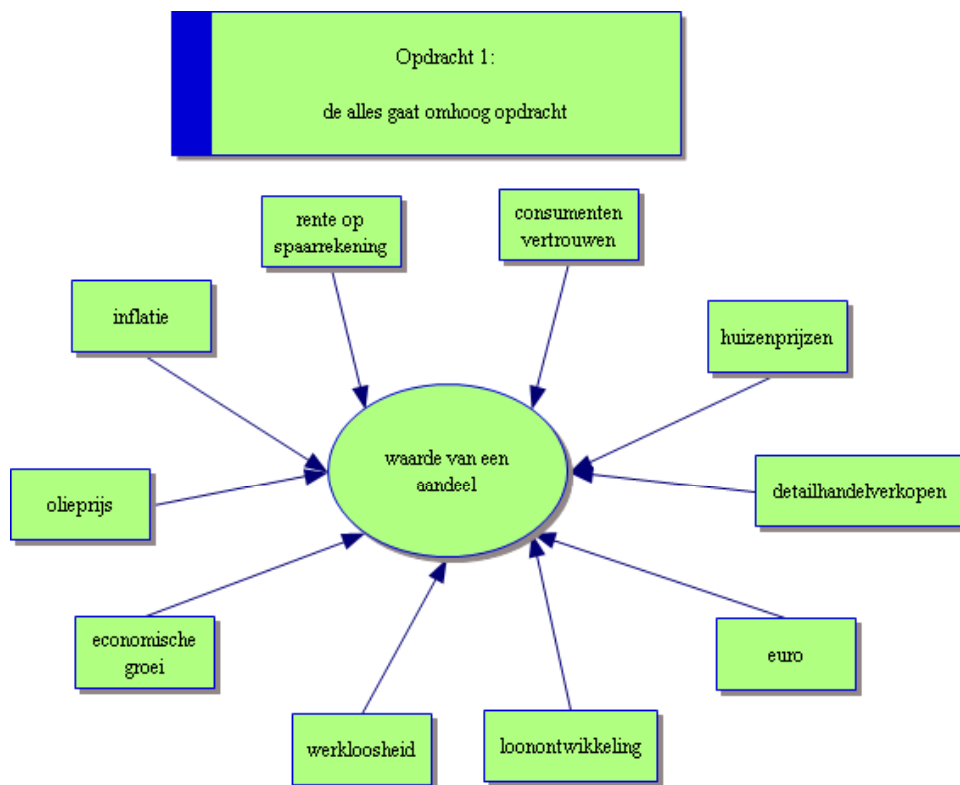 Opdracht 1:
de alles gaat omhoog opdracht
rente op
spaarrekening
consumenten
vertrouwen
inflatie
huizenprijzen
waarde van een
aandeel
olieprijs
detailhandelverkopen
economische
groei
euro
werkloosheid
loonontwikkeling